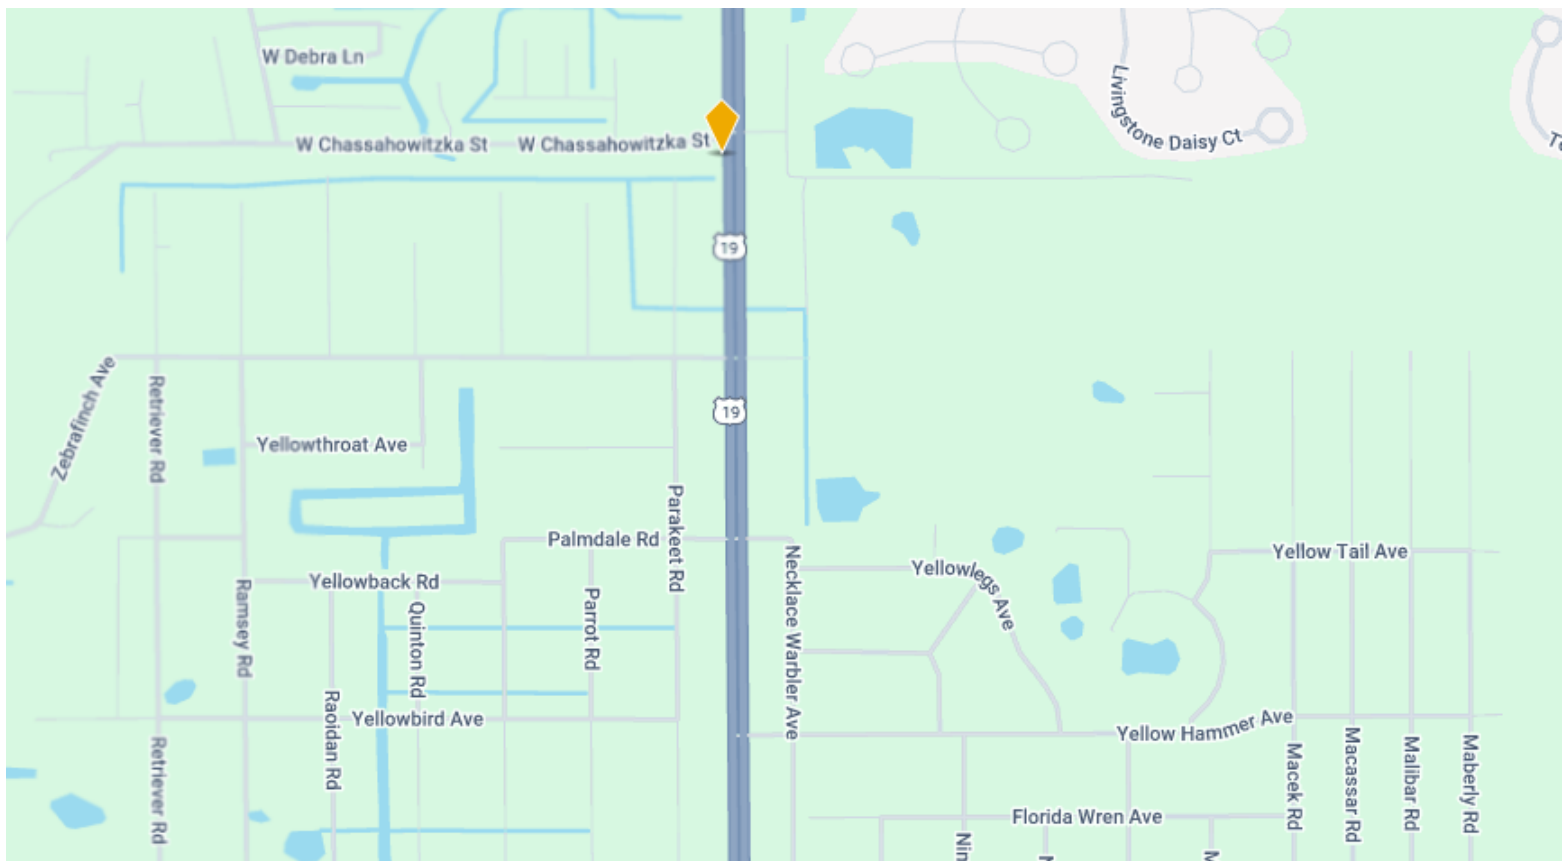 W Debra Ln
Livingstone Daisy Ct
W Chassahowitzka St
W Chassahowitzka St
19
Zebrafinch Ave
Retriever Rd
19
Yellowthroat Ave
Parakeet Rd
Palmdale Rd
Necklace Warbler Ave
Yellowlegs Ave
Yellow Tail Ave
Yellowback Rd
Ramsey Rd
Quinton Rd
Parrot Rd
Raoidan Rd
Yellowbird Ave
Yellow Hammer Ave
Retriever Rd
Macek Rd
Macassar Rd
Malibar Rd
Maberly Rd
Florida Wren Ave